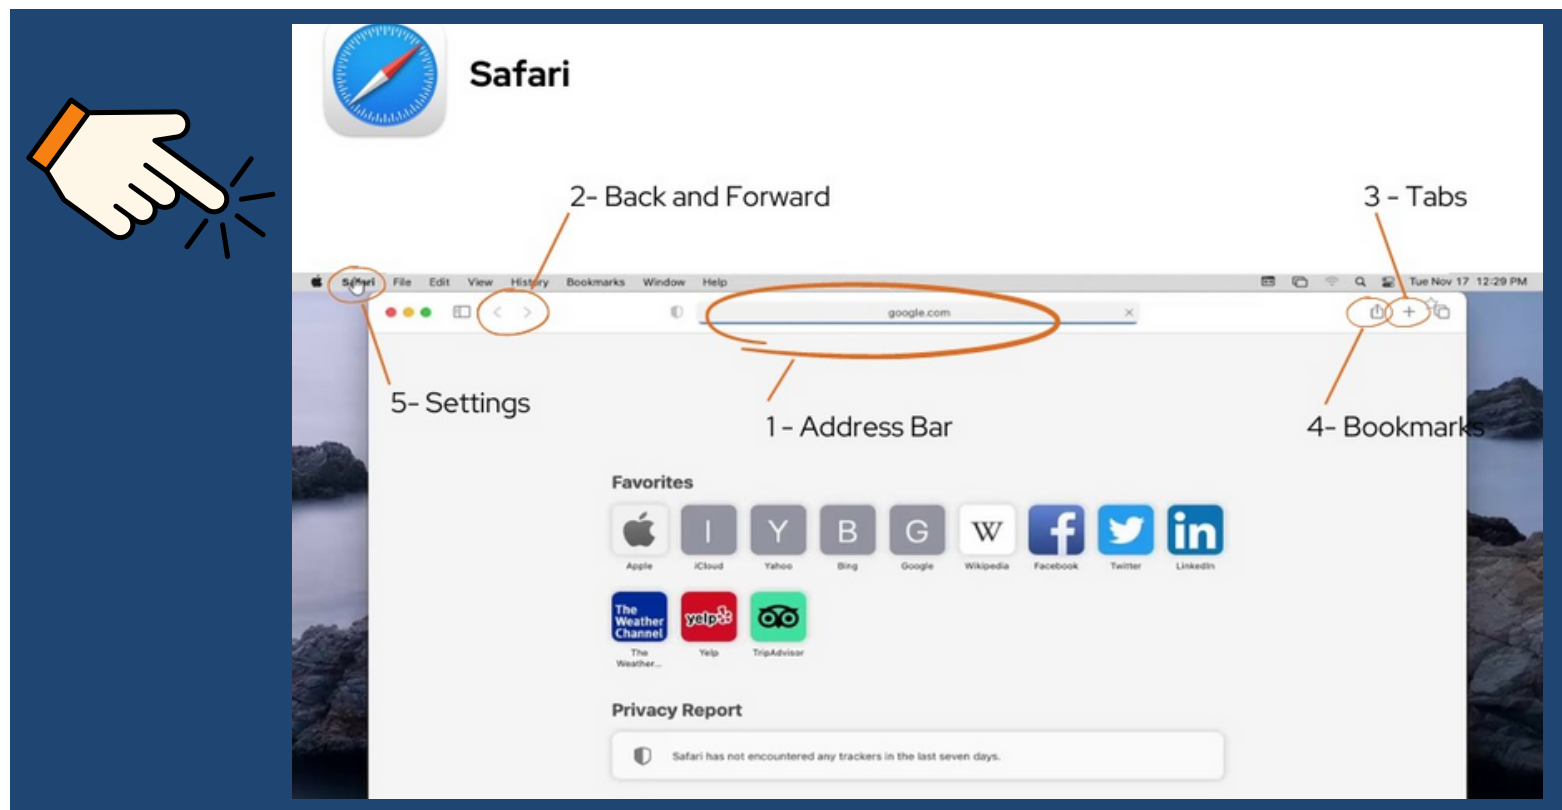 Safari
2- Back and Forward
3 - Tabs
Safari File Edit View History Bookmarks Window Help
Tue Nov 17 12:29 PM
google.com
5- Settings
1 - Address Bar
4- Bookmarks
Favorites
I Y B G W f in
Apple iCloud Yahoo Bing Google Wikipedia Facebook Twitter LinkedIn
The
Weather
Channel
yelp
The
Weather...
Yelp
TripAdvisor
Privacy Report
Safari has not encountered any trackers in the last seven days.